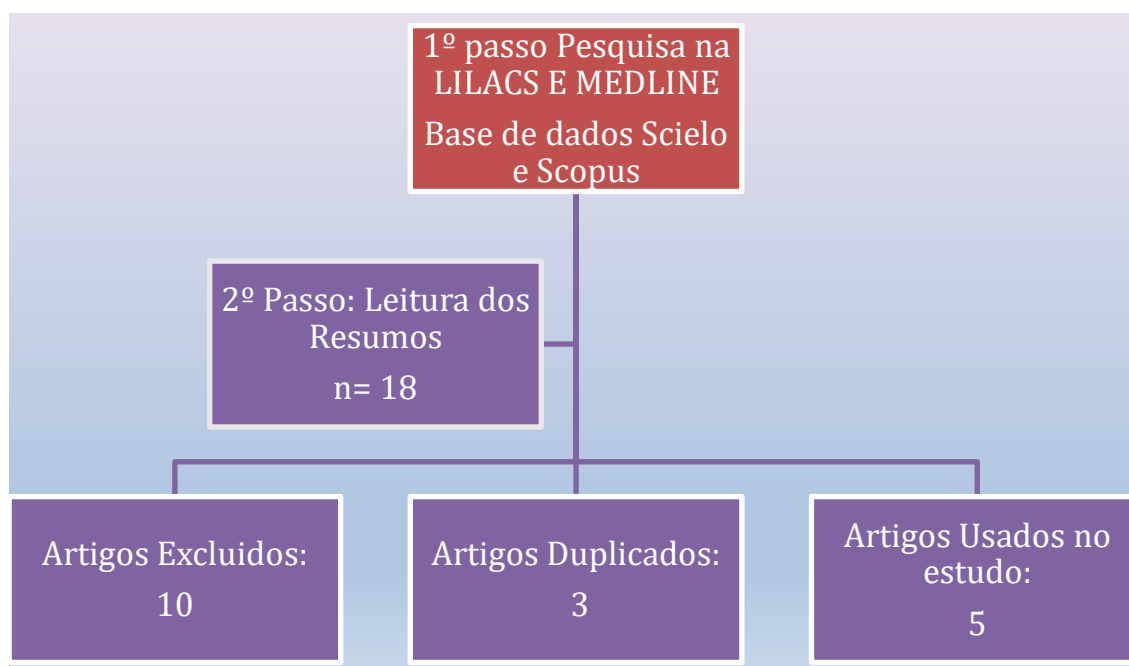 1º passo Pesquisa na
LILACS E MEDLINE
Base de dados Scielo
e Scopus
2º Passo: Leitura dos
Resumos
n= 18
Artigos Excluidos:
10
Artigos Duplicados:
3
Artigos Usados no
estudo:
5